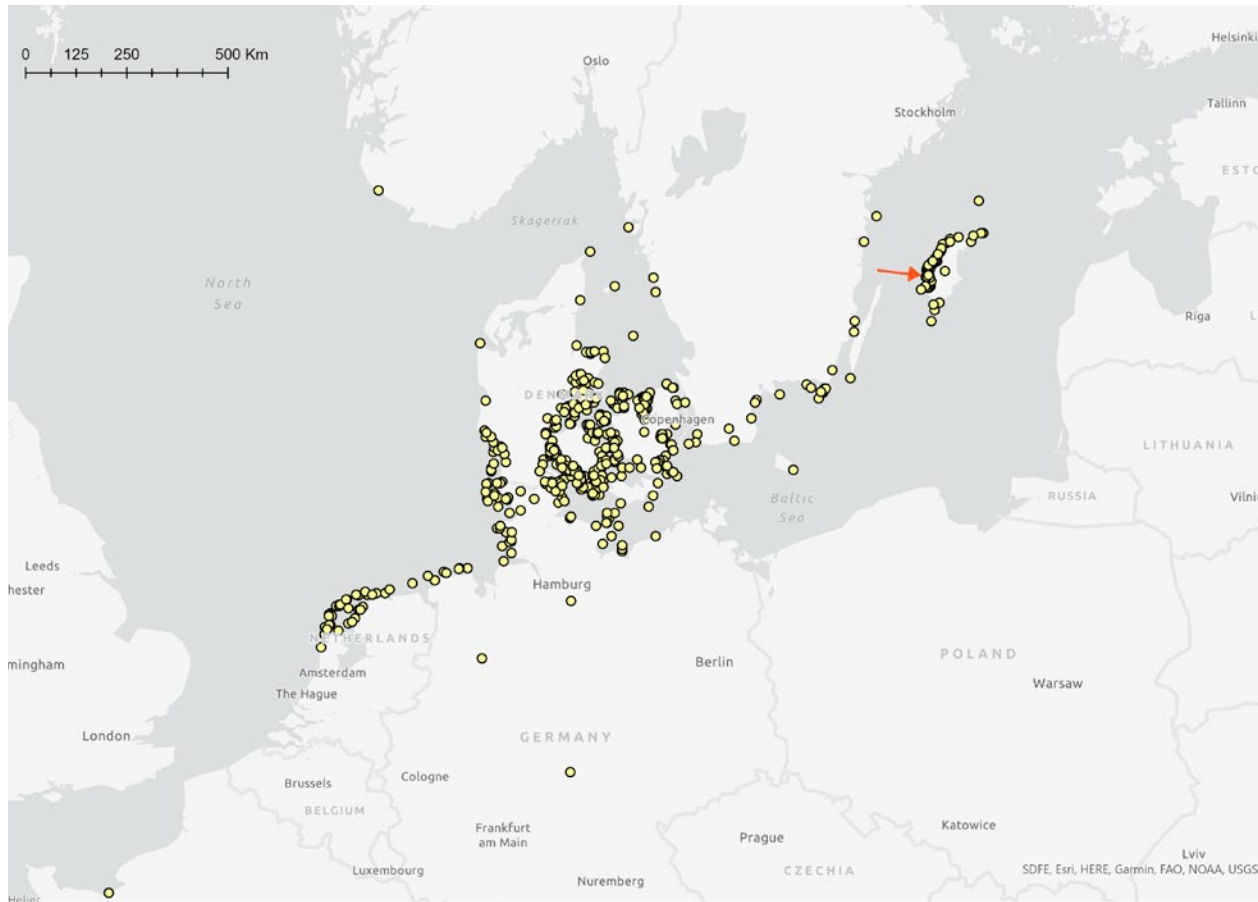 0 125 250 500 Km
Helsinki
Oslo
Stockholm
Tallinn
ESTO
Skagerrak
North
Sea
Riga
L
DENMARK
Copenhagen
LITHUANIA
Baltic
Sea
RUSSIA
Vilni
Leeds
hester
Hamburg
NETHERLANDS
mingham
Amsterdam
Berlin
POLAND
The Hague
Warsaw
London
GERMANY
Brussels
Cologne
BELGIUM
Frankfurt
am Main
Prague
Katowice
Luxembourg
CZECHIA
Lviv
Nuremberg
SDFE, Esri, HERE, Garmin, FAO, NOAA, USGS
Helier